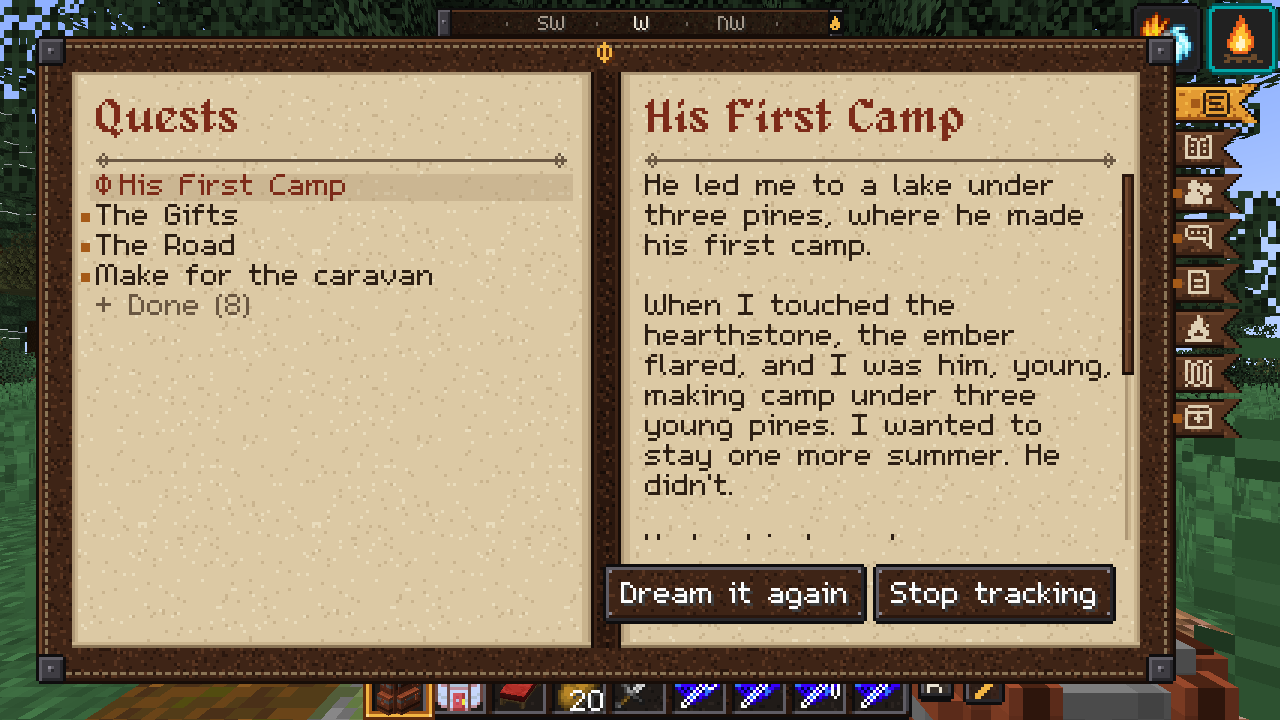 SW W NW
Quests
His First Camp
The Gifts
The Road
Make for the caravan
+ Done (8)
His First Camp
He led me to a lake under
three pines, where he made
his first camp.
When I touched the
hearthstone, the ember
flared, and I was him, young,
making camp under three
young pines. I wanted to
stay one more summer. He
didn't.
Dream it again
Stop tracking
20